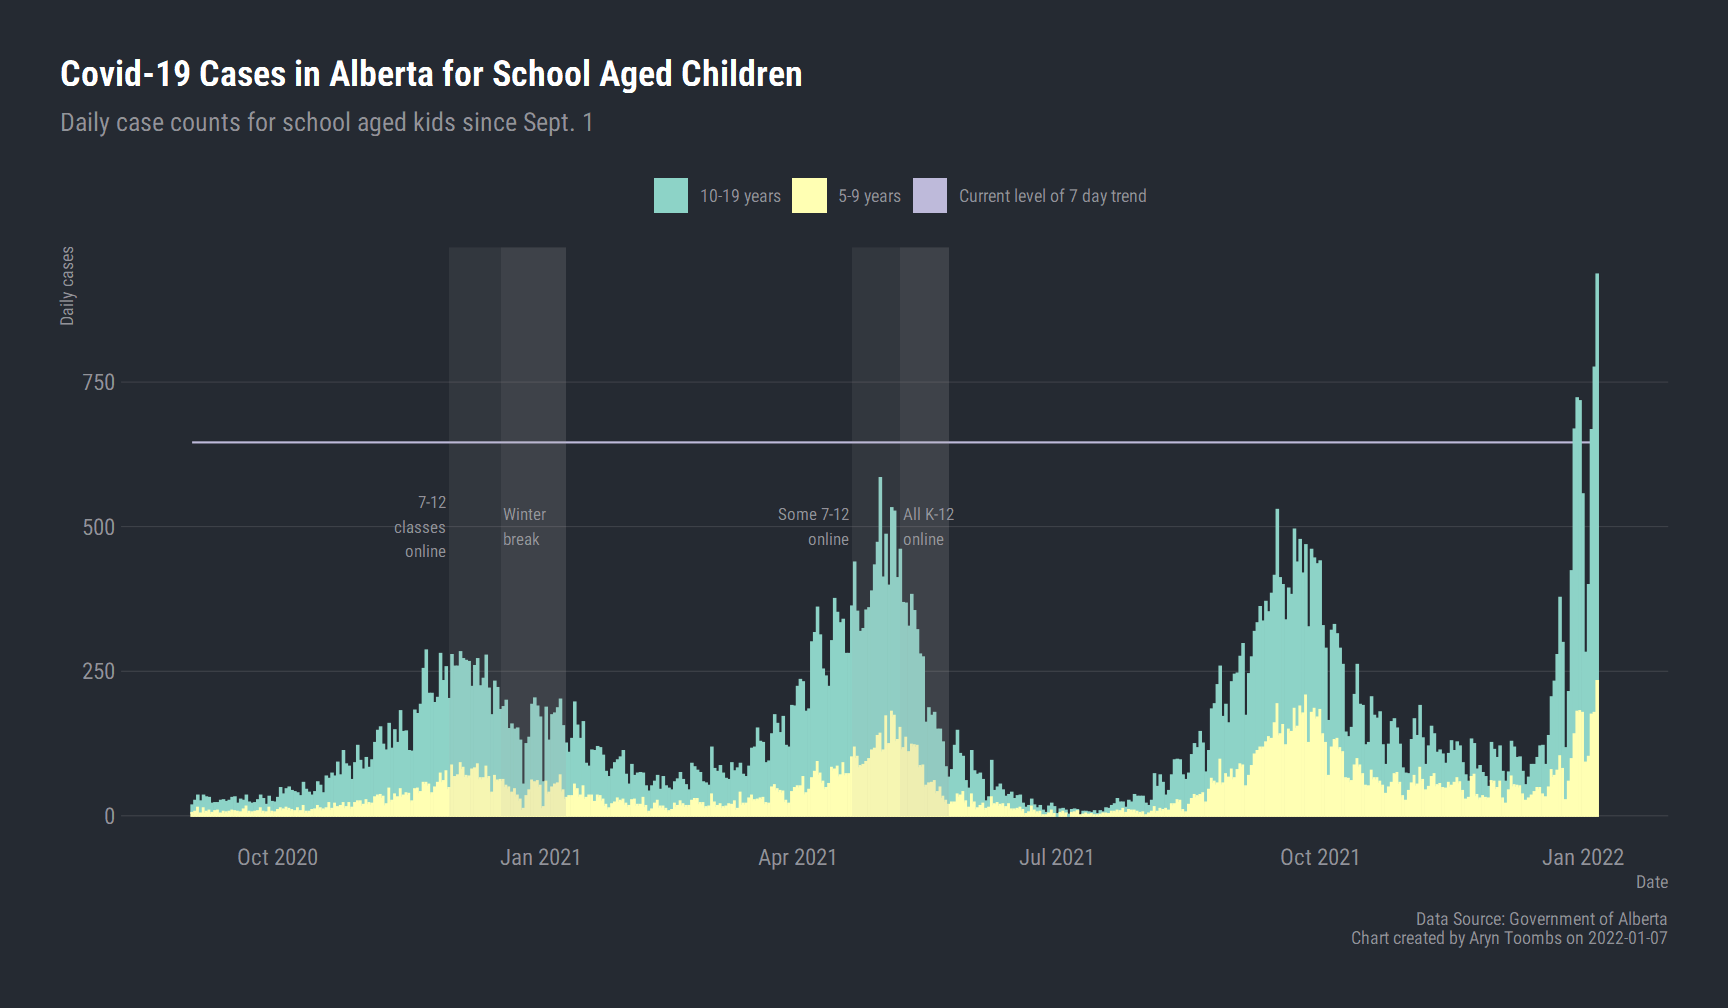 Covid-19 Cases in Alberta for School Aged Children
Daily case counts for school aged kids since Sept. 1
10-19 years
5-9 years
Current level of 7 day trend
Daily cases
750
500
250
0
7-12
classes
online
Winter
break
Some 7-12
online
All K-12
online
Oct 2020
Jan 2021
Apr 2021
Jul 2021
Oct 2021
Jan 2022
Date
Data Source: Government of Alberta
Chart created by Aryn Toombs on 2022-01-07